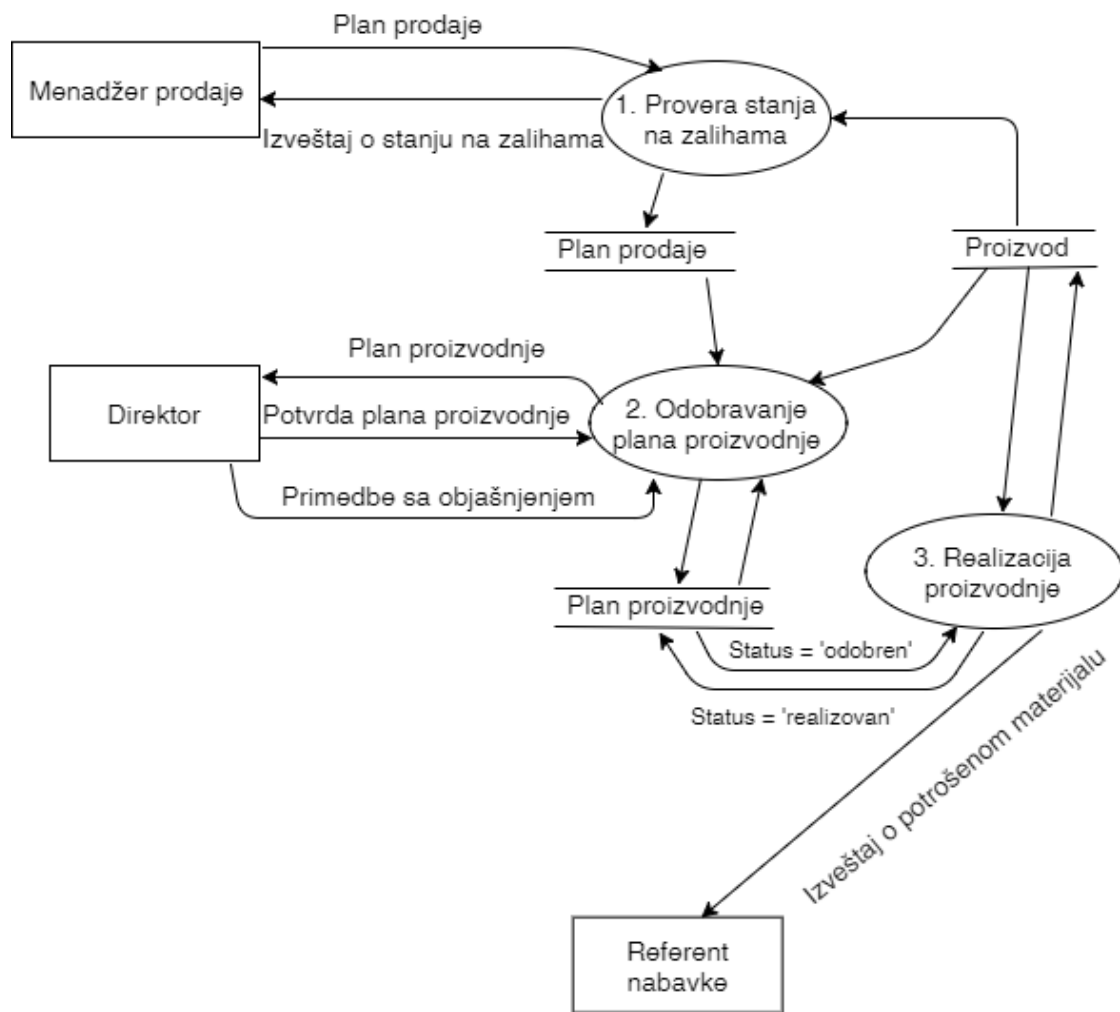 Plan prodaje
Menadžer prodaje
1. Provera stanja
na zalihama
Izveštaj o stanju na zalihama
Plan prodaje
Proizvod
Plan proizvodnje
Direktor
Potvrda plana proizvodnje
2. Odobravanje
plana proizvodnje
Primedbe sa objašnjenjem
3. Realizacija
proizvodnje
Plan proizvodnje
Status = 'odobren'
Status = 'realizovan'
Izveštaj o potrošenom materijalu
Referent
nabavke